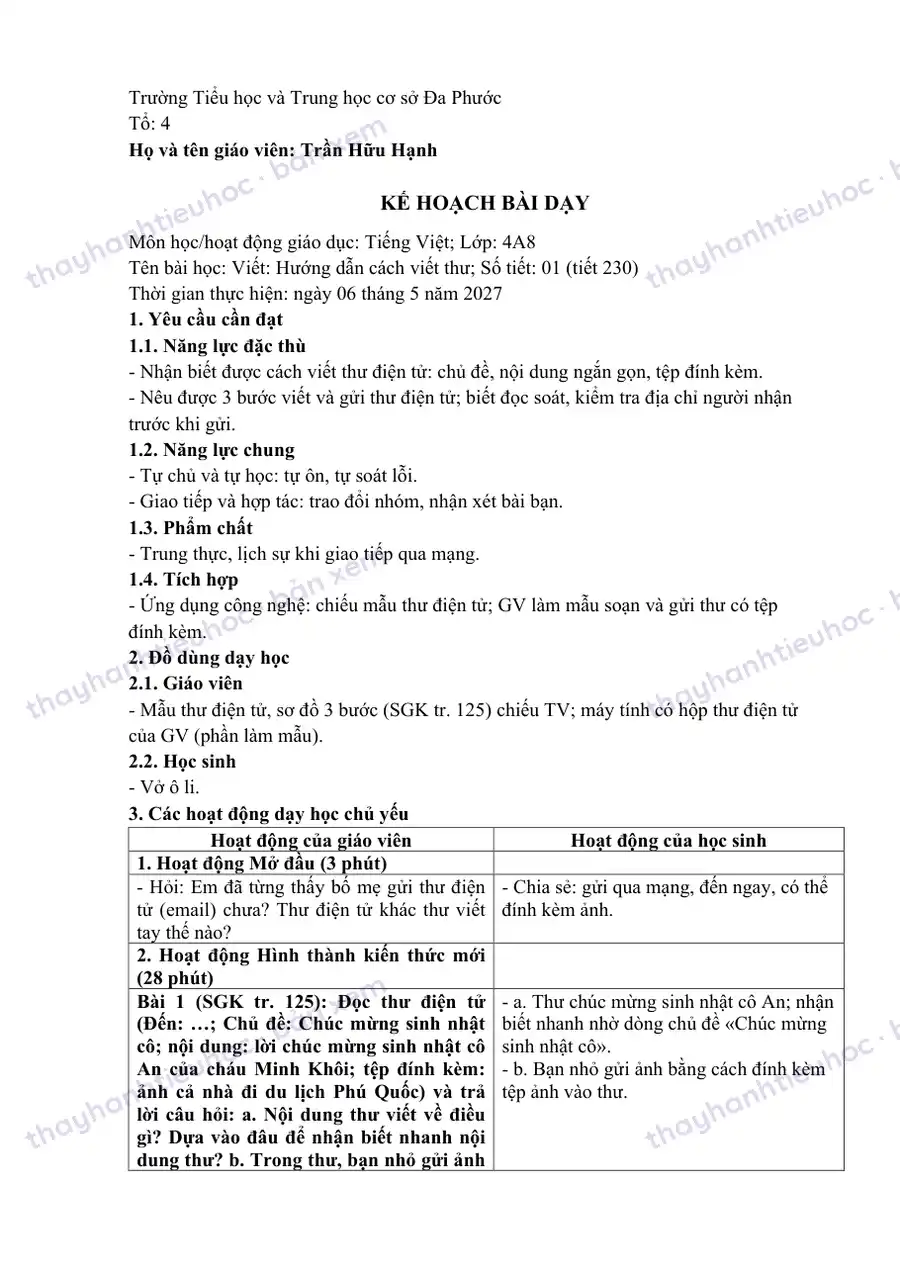 Trường Tiểu học và Trung học cơ sở Đa Phước
Tổ: 4
Họ và tên giáo viên: Trần Hữu Hạnh
KẾ HOẠCH BÀI DẠY
Môn học/hoạt động giáo dục: Tiếng Việt; Lớp: 4A8
Tên bài học: Viết: Hướng dẫn cách viết thư; Số tiết: 01 (tiết 230)
Thời gian thực hiện: ngày 06 tháng 5 năm 2027
1. Yêu cầu cần đạt
1.1. Năng lực đặc thù
- Nhận biết được cách viết thư điện tử: chủ đề, nội dung ngắn gọn, tệp đính kèm.
- Nêu được 3 bước viết và gửi thư điện tử; biết đọc soát, kiểm tra địa chỉ người nhận
trước khi gửi.
1.2. Năng lực chung
- Tự chủ và tự học: tự ôn, tự soát lỗi.
- Giao tiếp và hợp tác: trao đổi nhóm, nhận xét bài bạn.
1.3. Phẩm chất
- Trung thực, lịch sự khi giao tiếp qua mạng.
1.4. Tích hợp
- Ứng dụng công nghệ: chiếu mẫu thư điện tử; GV làm mẫu soạn và gửi thư có tệp
đính kèm.
2. Đồ dùng dạy học
2.1. Giáo viên
- Mẫu thư điện tử, sơ đồ 3 bước (SGK tr. 125) chiếu TV; máy tính có hộp thư điện tử
của GV (phần làm mẫu).
2.2. Học sinh
- Vở ô li.
3. Các hoạt động dạy học chủ yếu
Hoạt động của giáo viên
Hoạt động của học sinh
1. Hoạt động Mở đầu (3 phút)
- Hỏi: Em đã từng thấy bố mẹ gửi thư điện
tử (email) chưa? Thư điện tử khác thư viết
tay thế nào?
- Chia sẻ: gửi qua mạng, đến ngay, có thể
đính kèm ảnh.
2. Hoạt động Hình thành kiến thức mới
(28 phút)
Bài 1 (SGK tr. 125): Đọc thư điện tử
(Đến: …; Chủ đề: Chúc mừng sinh nhật
cô; nội dung: lời chúc mừng sinh nhật cô
An của cháu Minh Khôi; tệp đính kèm:
ảnh cả nhà đi du lịch Phú Quốc) và trả
lời câu hỏi: a. Nội dung thư viết về điều
gì? Dựa vào đâu để nhận biết nhanh nội
dung thư? b. Trong thư, bạn nhỏ gửi ảnh
- a. Thư chúc mừng sinh nhật cô An; nhận
biết nhanh nhờ dòng chủ đề «Chúc mừng
sinh nhật cô».
- b. Bạn nhỏ gửi ảnh bằng cách đính kèm
tệp ảnh vào thư.
thayhanhtieuhoc · bản xem
thayhanhtieuhoc · b
thayhanhtieuhoc · bản xem
thayhanhtieuhoc · b
thayhanhtieuhoc · bản xem
thayhanhtieuhoc · b